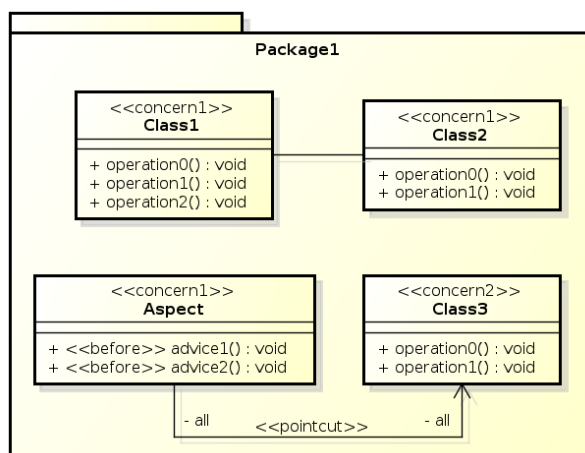 Package1
<<concern1>>
Class1
+ operation0() : void
+ operation1() : void
+ operation2() : void
<<concern1>>
Class2
+ operation0() : void
+ operation1() : void
<<concern1>>
Aspect
+ <<before>> advice1() : void
+ <<before>> advice2() : void
<<concern2>>
Class3
+ operation0() : void
+ operation1() : void
- all
<<pointcut>>
- all